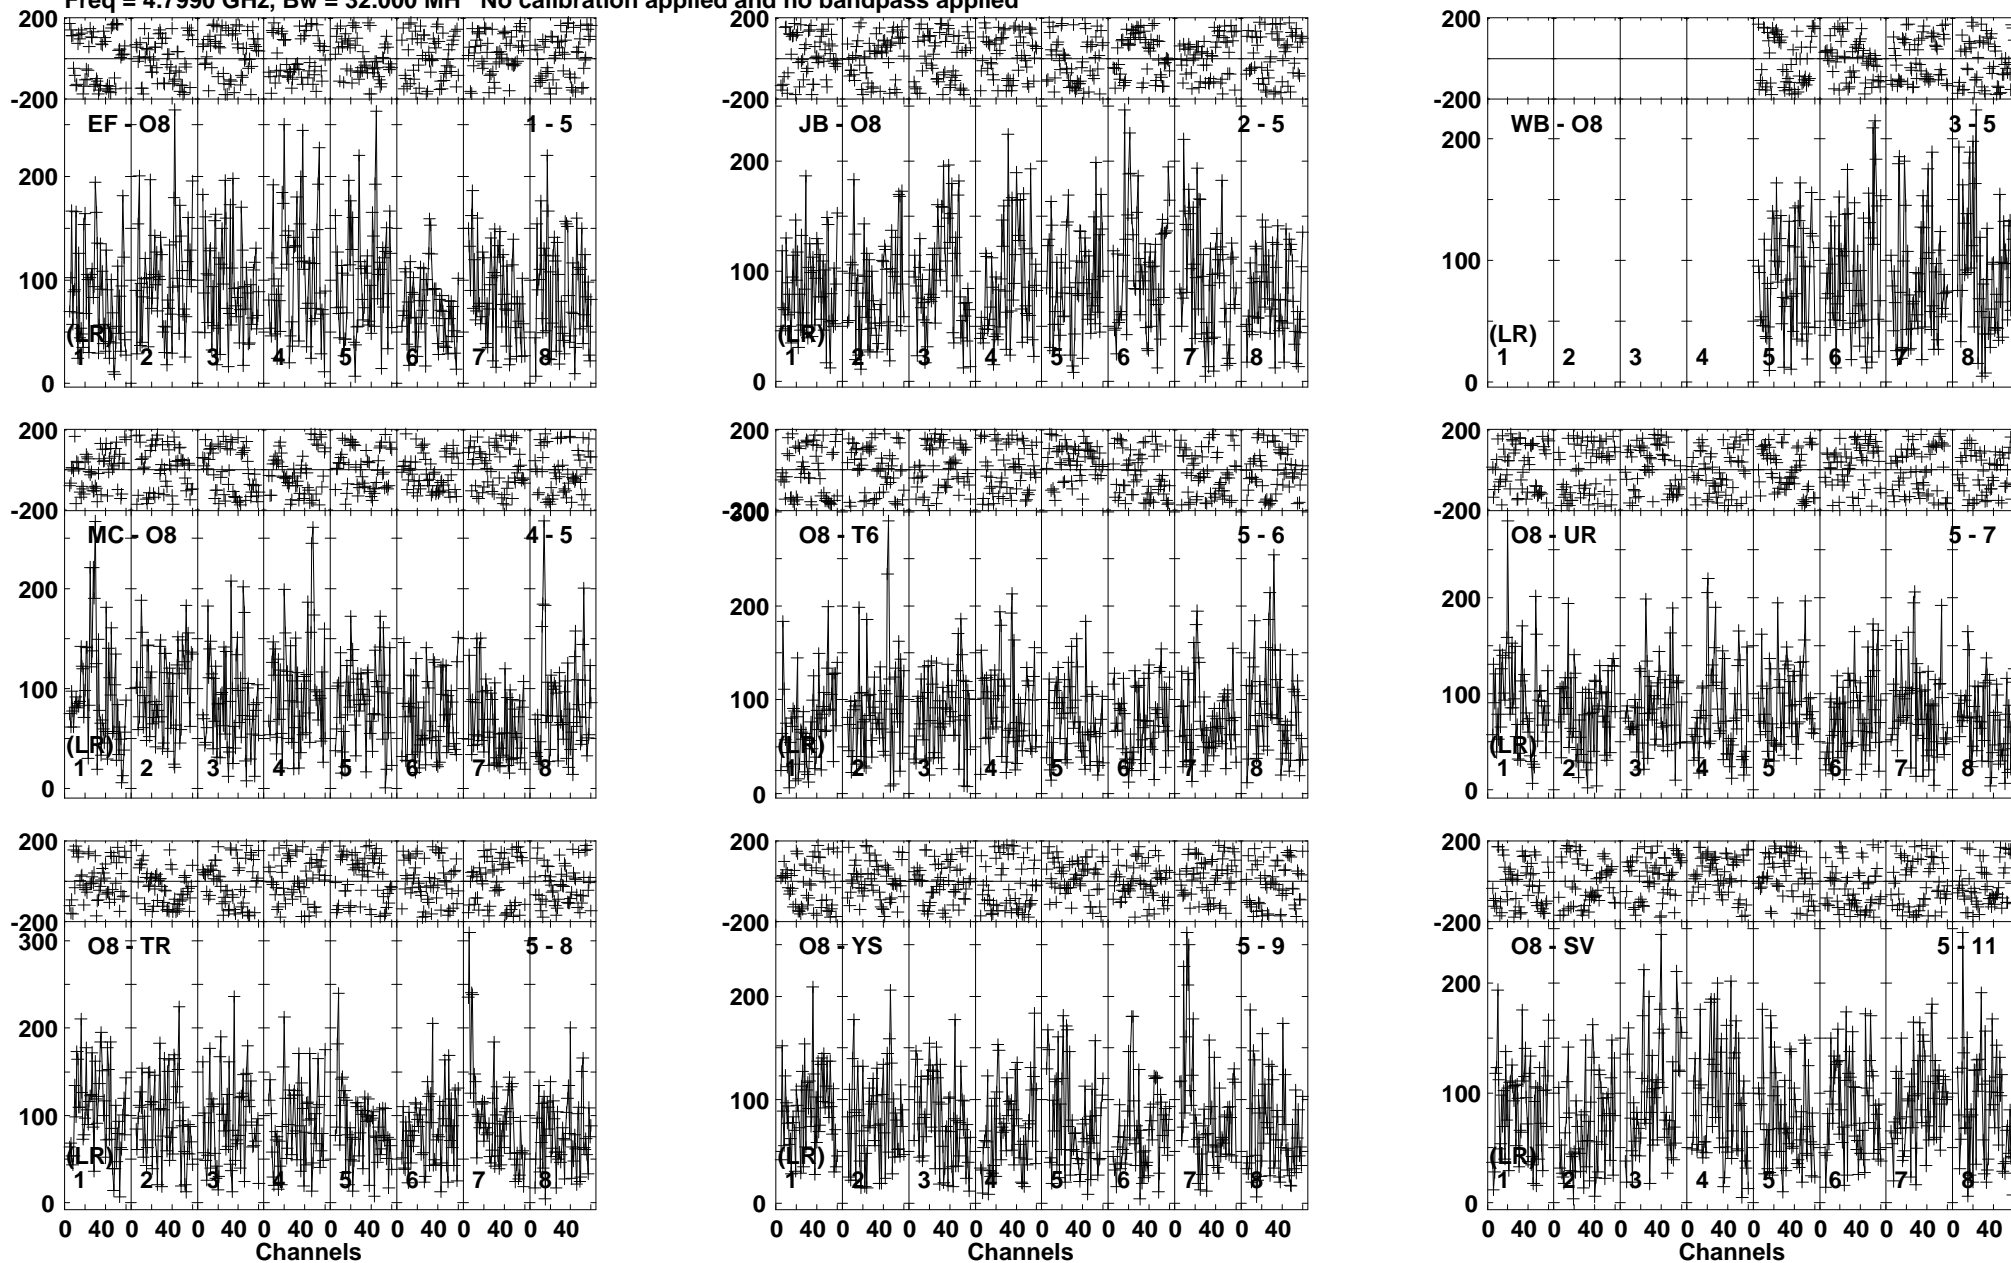 Freq = 4.7990 GHz, Bw = 32.000 MH No calibration applied and no bandpass applied
200
-200
EF - O8 1 - 5
200
100
0
(LR)
1 2 3 4 5 6 7 8
200
-200
JB - O8 2 - 5
200
100
0
(LR)
1 2 3 4 5 6 7 8
200
-200
WB - O8 3 - 5
200
100
0
(LR)
1 2 3 4 5 6 7 8
200
-200
MC - O8 4 - 5
200
100
0
(LR)
1 2 3 4 5 6 7 8
200
-200
300
O8 - T6 5 - 6
200
100
0
(LR)
1 2 3 4 5 6 7 8
200
-200
O8 - UR 5 - 7
200
100
0
(LR)
1 2 3 4 5 6 7 8
200
-200
300
O8 - TR 5 - 8
200
100
0
(LR)
1 2 3 4 5 6 7 8
0 40 0 40 0 40 0 40 0 40 0 40 0 40 0 40
Channels
200
-200
O8 - YS 5 - 9
200
100
0
(LR)
1 2 3 4 5 6 7 8
0 40 0 40 0 40 0 40 0 40 0 40 0 40 0 40
Channels
200
-200
O8 - SV 5 - 11
200
100
0
(LR)
1 2 3 4 5 6 7 8
0 40 0 40 0 40 0 40 0 40 0 40 0 40 0 40
Channels